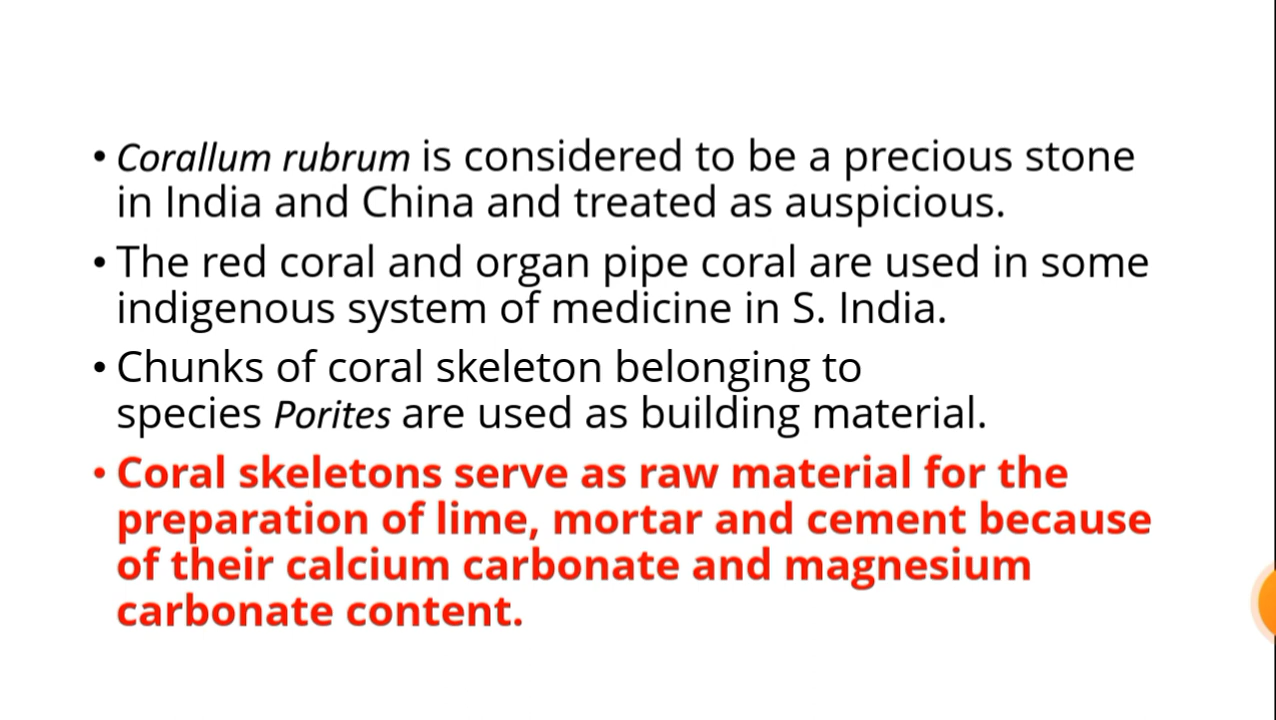 • Corallum rubrum is considered to be a precious stone
in India and China and treated as auspicious.
• The red coral and organ pipe coral are used in some
indigenous system of medicine in S. India.
• Chunks of coral skeleton belonging to
species Porites are used as building material.
• Coral skeletons serve as raw material for the
preparation of lime, mortar and cement because
of their calcium carbonate and magnesium
carbonate content.